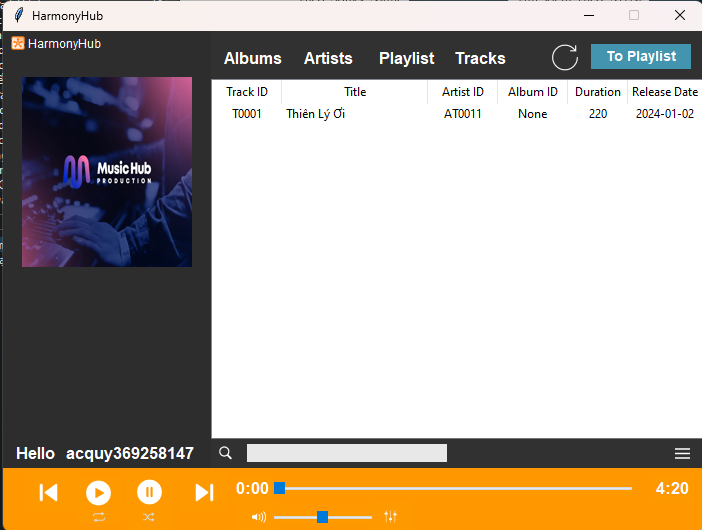 HarmonyHub
HarmonyHub
Albums Artists Playlist Tracks To Playlist
Music Hub
PRODUCTION
Track ID Title Artist ID Album ID Duration Release Date
T0001 Thiên Lý Ơi AT0011 None 220 2024-01-02
Hello acquy369258147
0:00 4:20